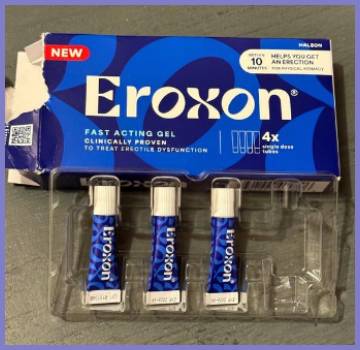 NEW
HALEON
WITHIN
10
MINUTES
HELPS YOU GET
AN ERECTION
FOR PHYSICAL INTIMACY
Eroxon®
FAST ACTING GEL
CLINICALLY PROVEN
TO TREAT ERECTILE DYSFUNCTION
4x
single dose
tubes
Eroxon
Eroxon
Eroxon